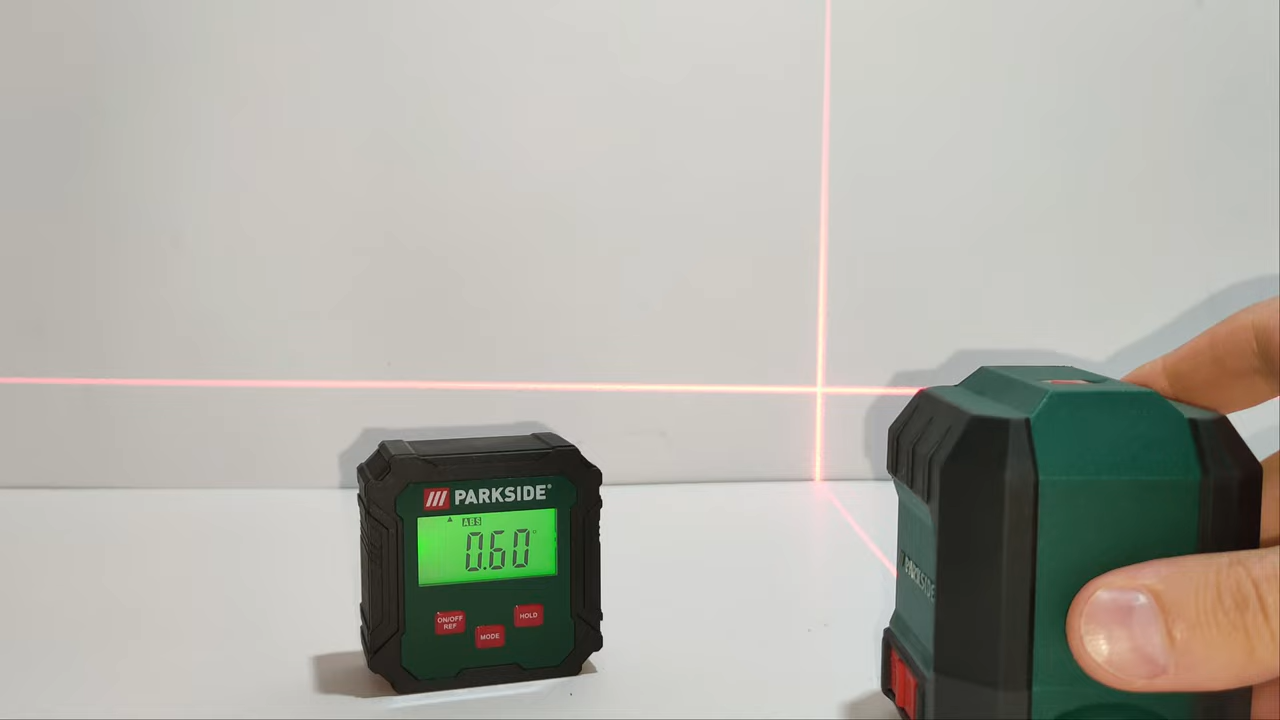 PARKSIDE®
ABS
0.60°
ON/OFF
REF
HOLD
MODE
PARKSIDE